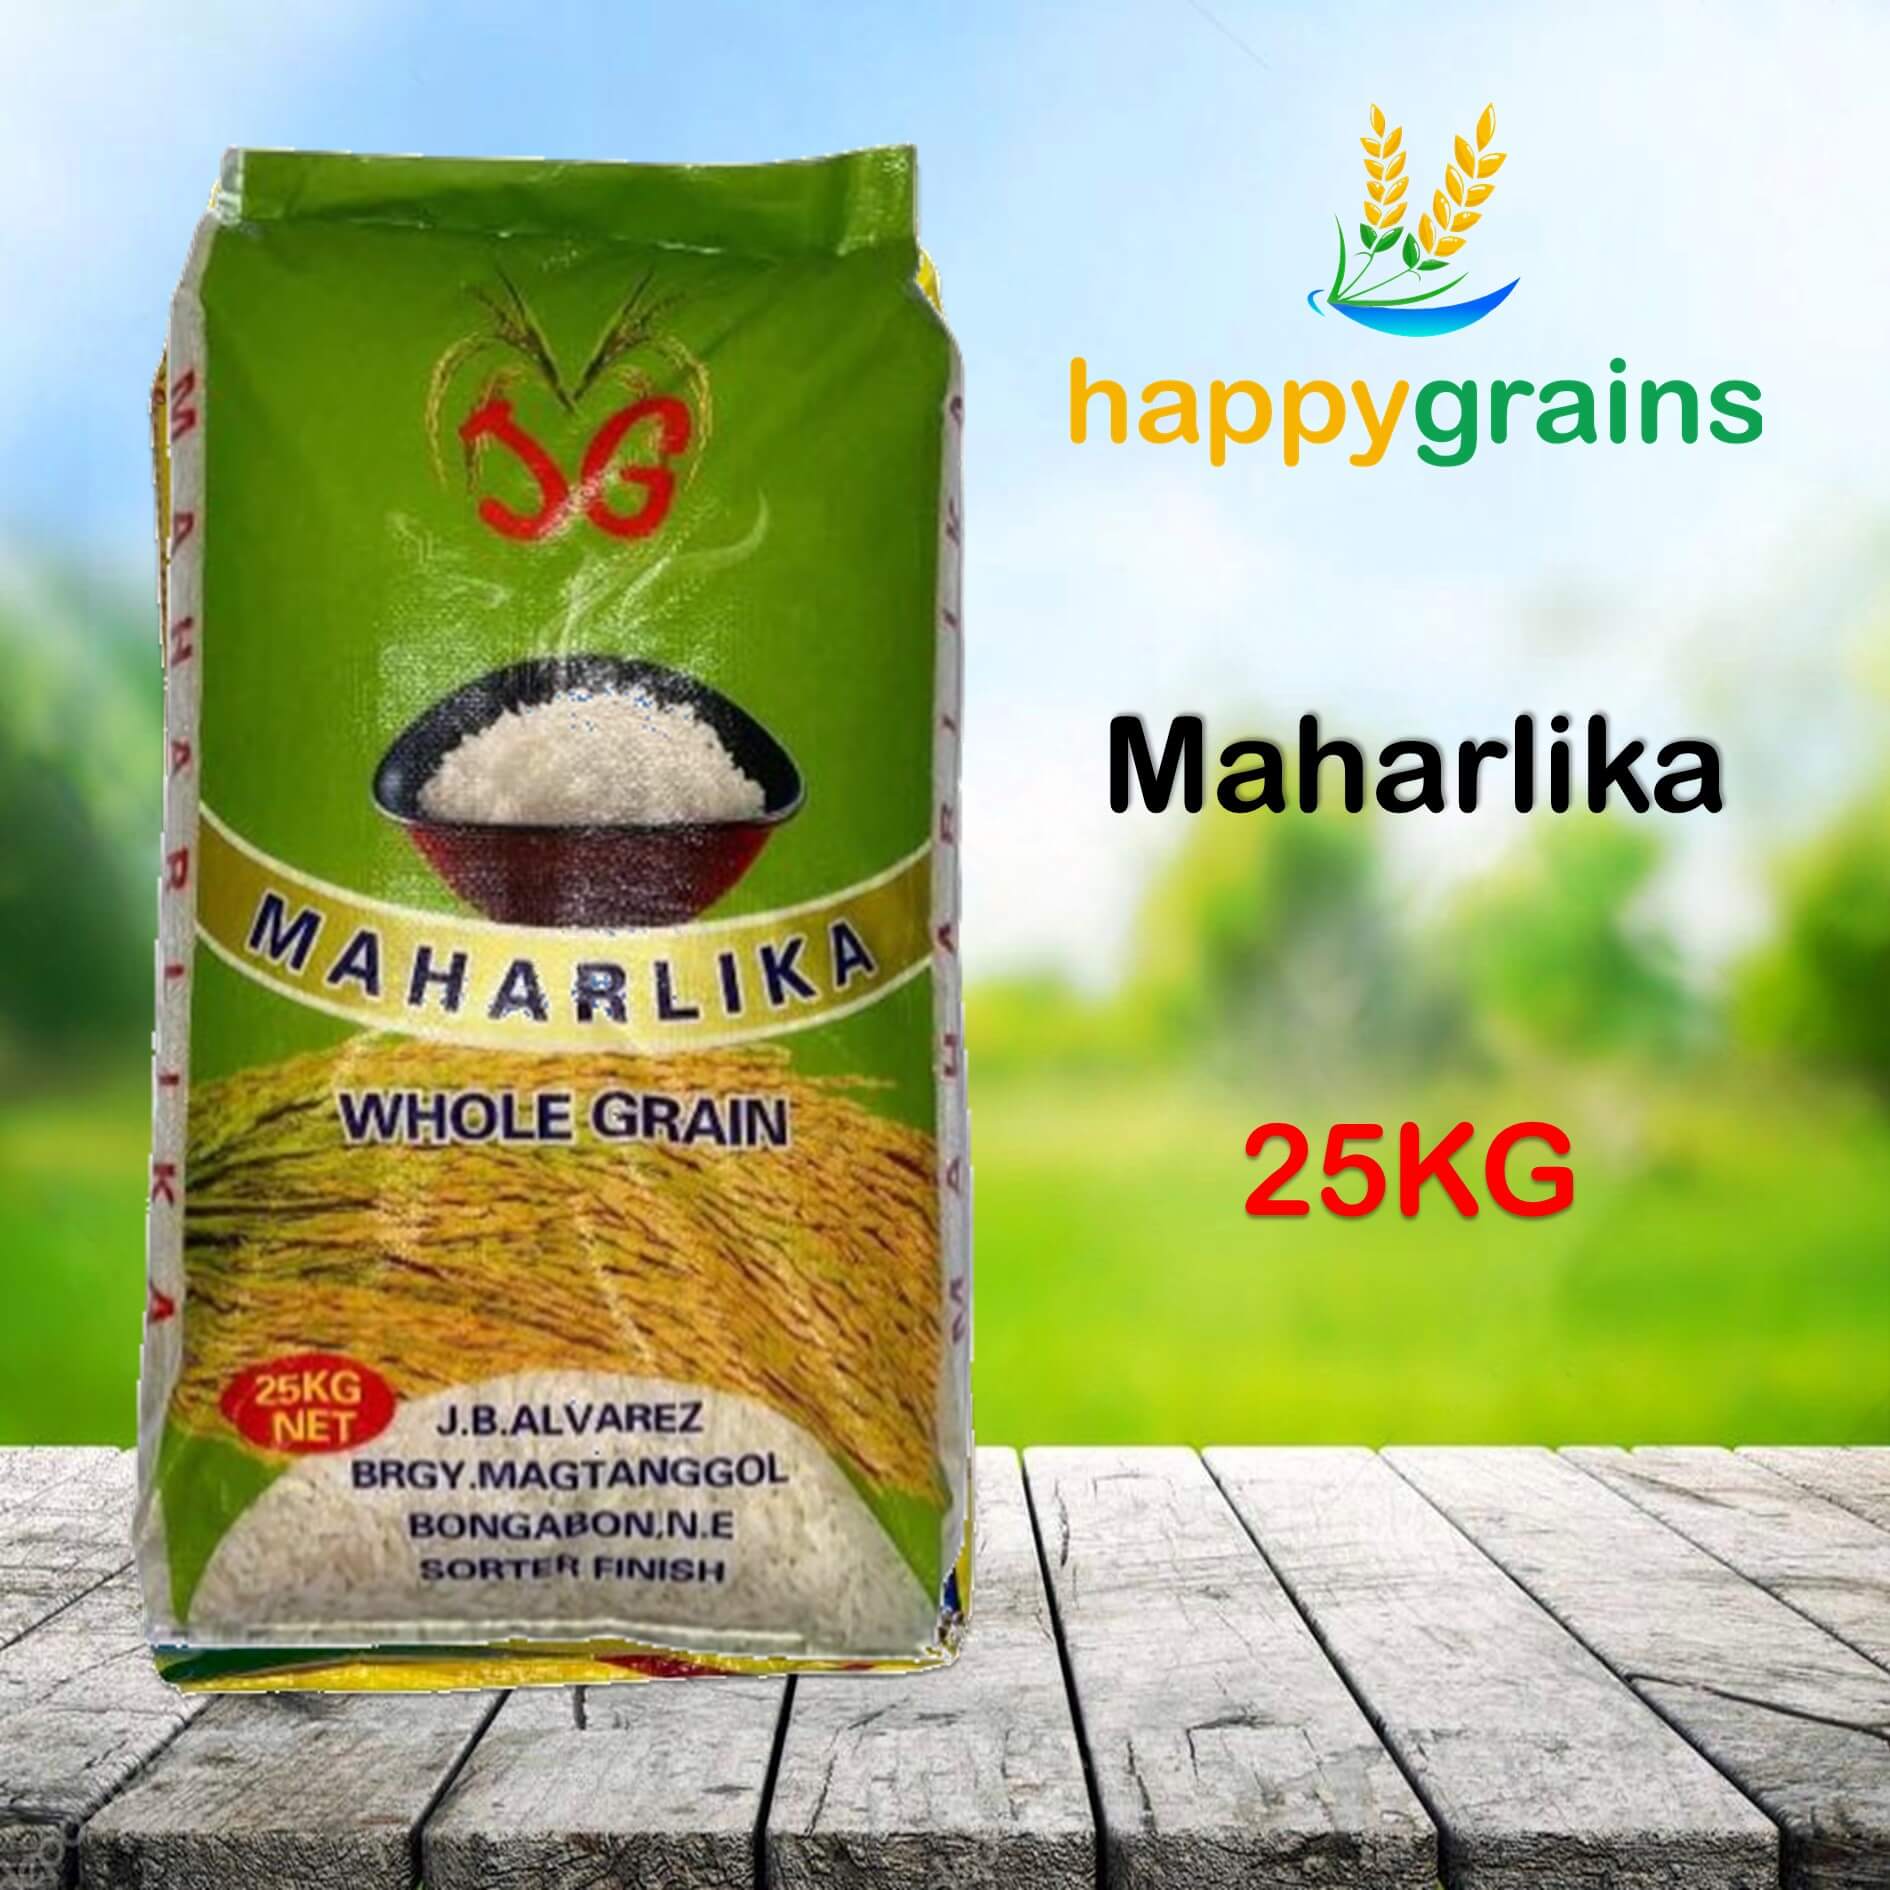 JG
MAHARLIKA
WHOLE GRAIN
25KG
NET
J.B.ALVAREZ
BRGY.MAGTANGGOL
BONGABON,N.E
SORTER FINISH
MAHARLIKA
MAHARLIKA
happygrains
Maharlika
25KG